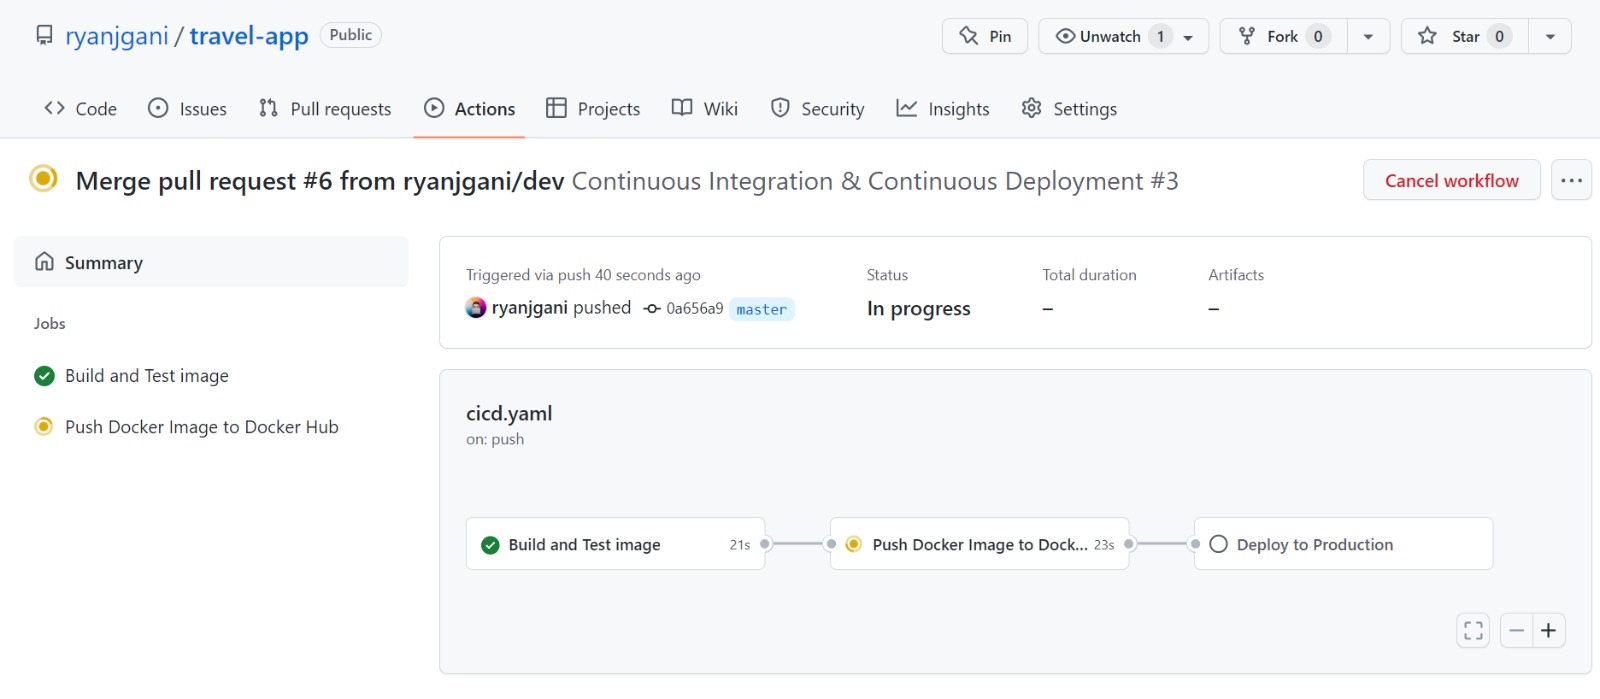 ryanjgani / travel-app Public Pin Unwatch 1 Fork 0 Star 0
Code Issues Pull requests Actions Projects Wiki Security Insights Settings
Merge pull request #6 from ryanjgani/dev Continuous Integration & Continuous Deployment #3 Cancel workflow ...
Summary
Jobs
Build and Test image
Push Docker Image to Docker Hub
Triggered via push 40 seconds ago Status Total duration Artifacts
ryanjgani pushed 0a656a9 master In progress – –
cicd.yaml
on: push
Build and Test image 21s Push Docker Image to Dock... 23s Deploy to Production